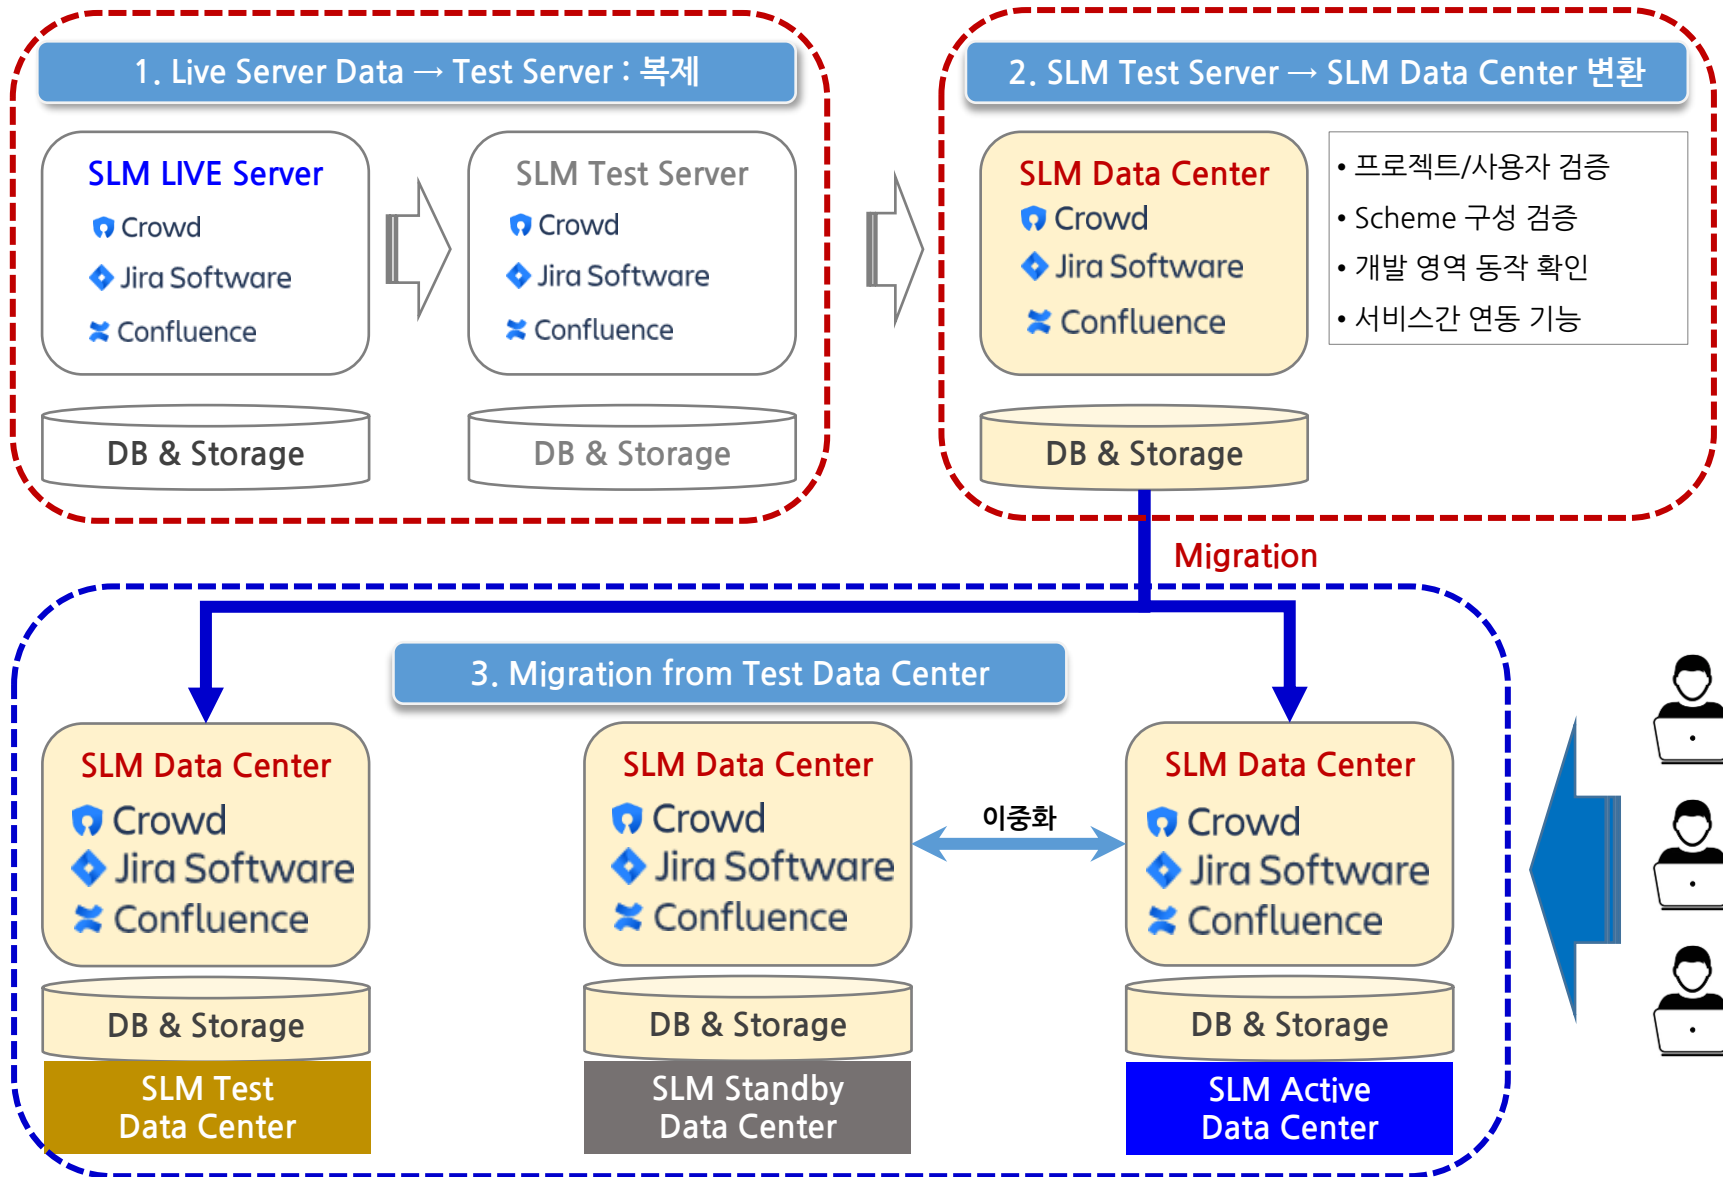 1. Live Server Data → Test Server : 복제
SLM LIVE Server
Crowd
Jira Software
Confluence
DB & Storage
SLM Test Server
Crowd
Jira Software
Confluence
DB & Storage
2. SLM Test Server → SLM Data Center 변환
SLM Data Center
Crowd
Jira Software
Confluence
DB & Storage
• 프로젝트/사용자 검증
• Scheme 구성 검증
• 개발 영역 동작 확인
• 서비스간 연동 기능
Migration
3. Migration from Test Data Center
SLM Data Center
Crowd
Jira Software
Confluence
DB & Storage
SLM Test
Data Center
SLM Data Center
Crowd
Jira Software
Confluence
DB & Storage
SLM Standby
Data Center
이중화
SLM Data Center
Crowd
Jira Software
Confluence
DB & Storage
SLM Active
Data Center